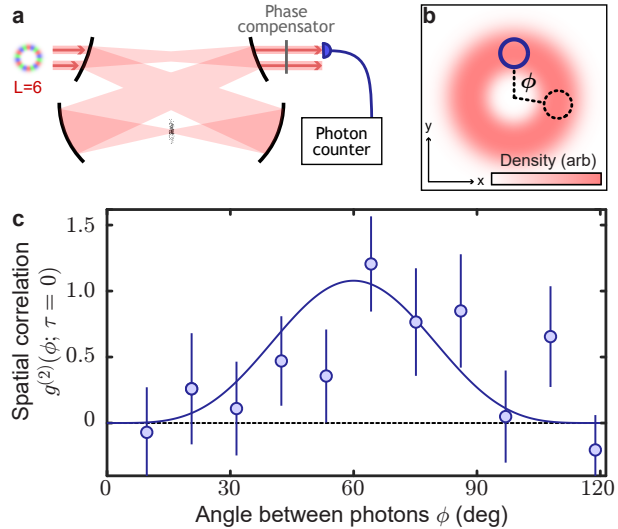 a
L=6
Phase
compensator
Photon
counter
b
ϕ
y
x
Density (arb)
c
Spatial correlation
g⁽²⁾(ϕ; τ = 0)
1.5
1.0
0.5
0
0
30
60
90
120
Angle between photons ϕ (deg)